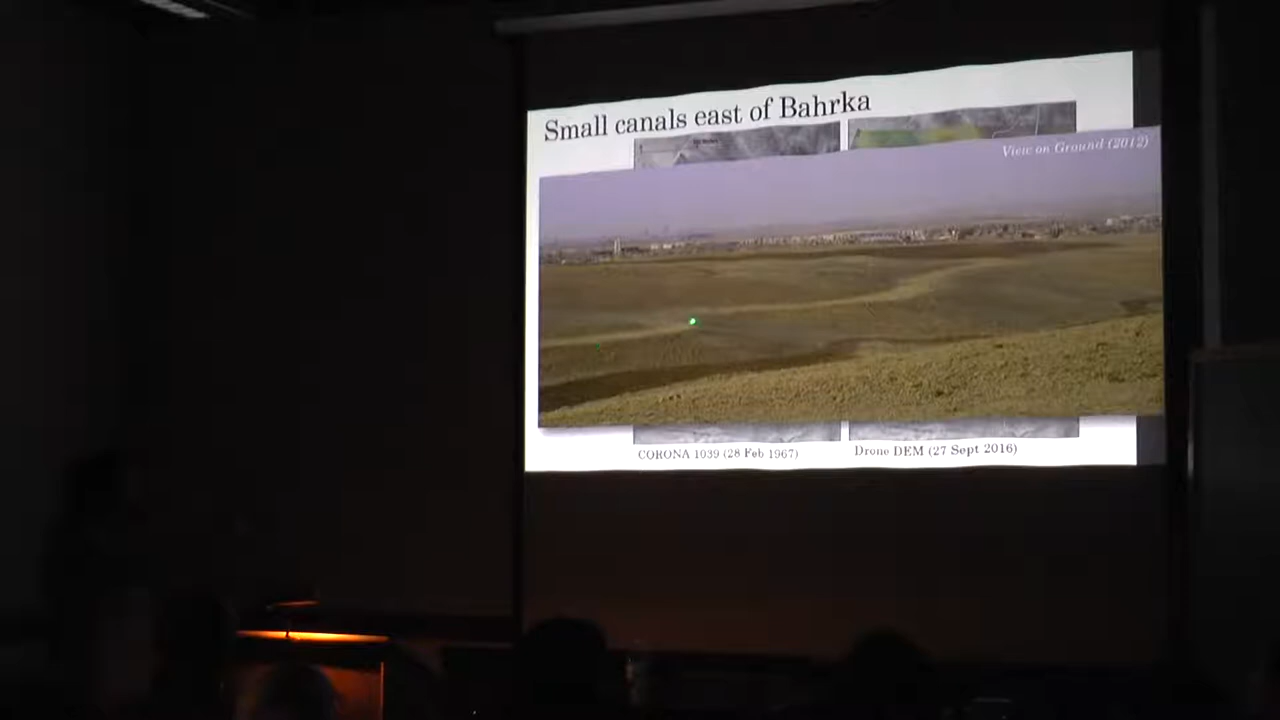 Small canals east of Bahrka
View on Ground (2012)
CORONA 1039 (28 Feb 1967)
Drone DEM (27 Sept 2016)